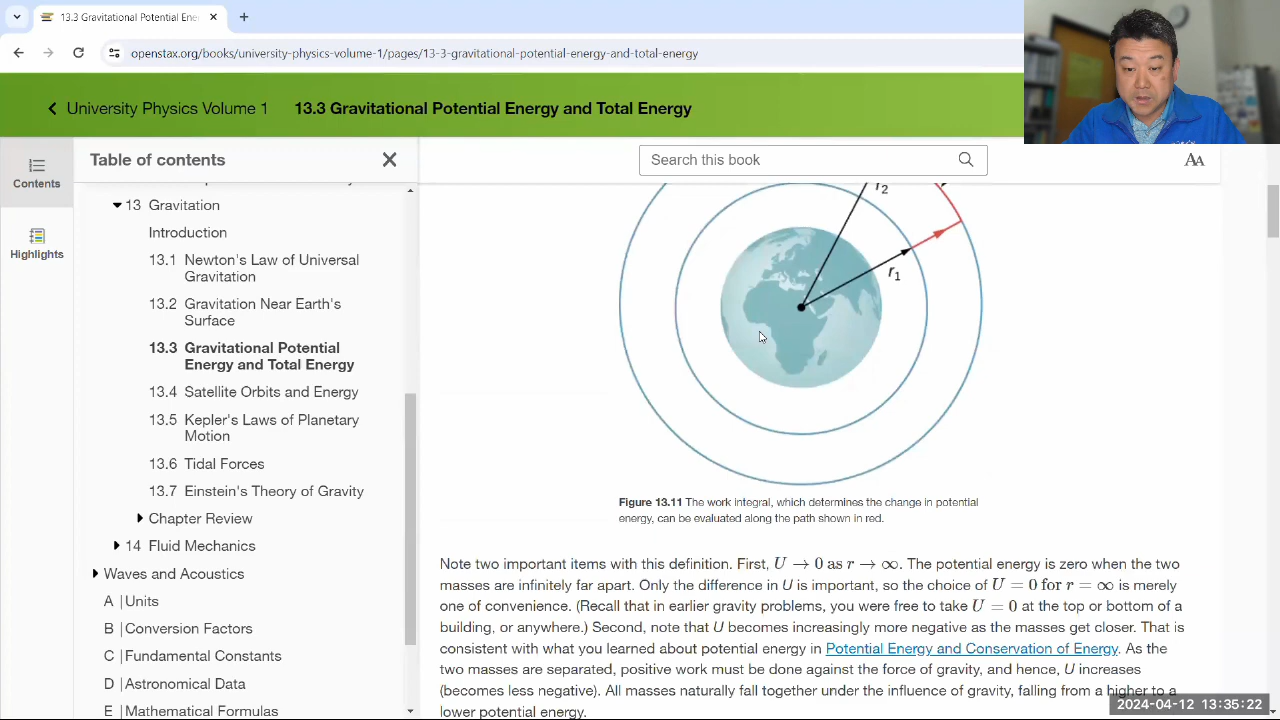 13.3 Gravitational Potential Ene
openstax.org/books/university-physics-volume-1/pages/13-3-gravitational-potential-energy-and-total-energy
University Physics Volume 1 13.3 Gravitational Potential Energy and Total Energy
Contents
Highlights
Table of contents
13 Gravitation
Introduction
13.1 Newton's Law of Universal
Gravitation
13.2 Gravitation Near Earth's
Surface
13.3 Gravitational Potential
Energy and Total Energy
13.4 Satellite Orbits and Energy
13.5 Kepler's Laws of Planetary
Motion
13.6 Tidal Forces
13.7 Einstein's Theory of Gravity
Chapter Review
14 Fluid Mechanics
Waves and Acoustics
A | Units
B | Conversion Factors
C | Fundamental Constants
D | Astronomical Data
E | Mathematical Formulas
Search this book
AA
r2
r1
Figure 13.11 The work integral, which determines the change in potential
energy, can be evaluated along the path shown in red.
Note two important items with this definition. First, U → 0 as r → ∞. The potential energy is zero when the two
masses are infinitely far apart. Only the difference in U is important, so the choice of U = 0 for r = ∞ is merely
one of convenience. (Recall that in earlier gravity problems, you were free to take U = 0 at the top or bottom of a
building, or anywhere.) Second, note that U becomes increasingly more negative as the masses get closer. That is
consistent with what you learned about potential energy in Potential Energy and Conservation of Energy. As the
two masses are separated, positive work must be done against the force of gravity, and hence, U increases
(becomes less negative). All masses naturally fall together under the influence of gravity, falling from a higher to a
lower potential energy.
2024-04-12 13:35:22